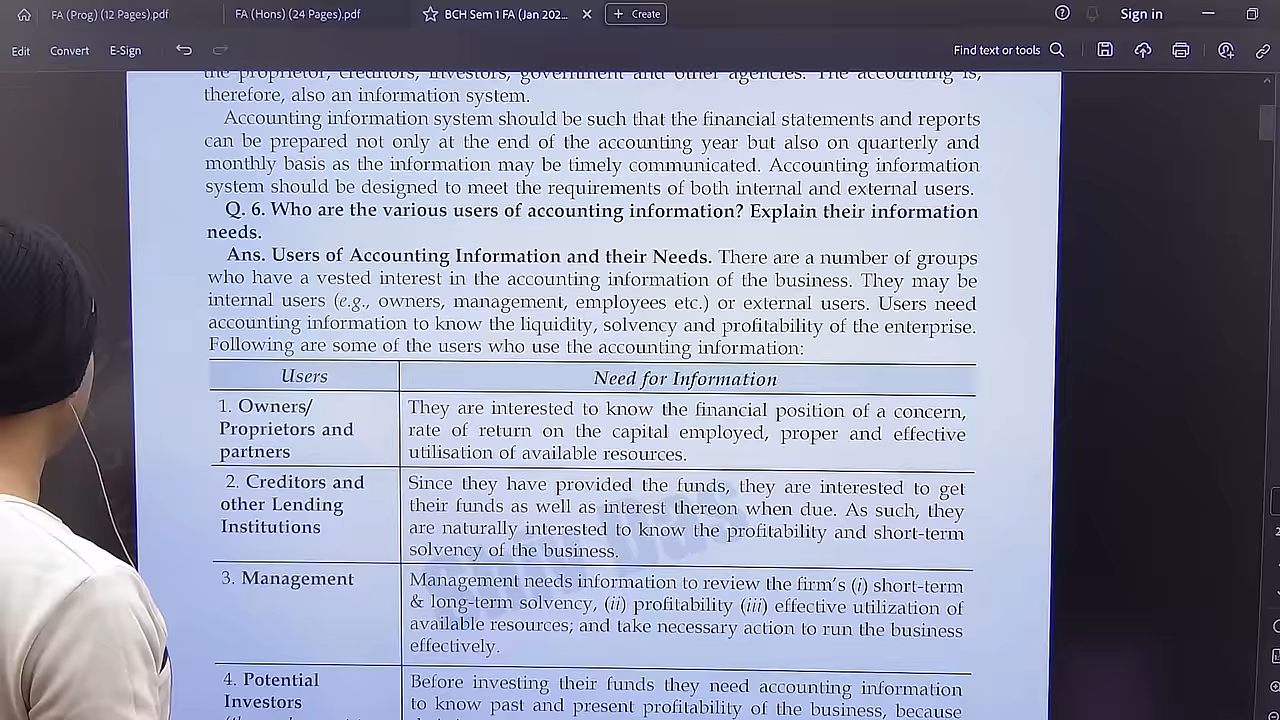 FA (Prog) (12 Pages).pdf
FA (Hons) (24 Pages).pdf
BCH Sem 1 FA (Jan 202...
Create
Sign in
Edit
Convert
E-Sign
Find text or tools
the proprietor, creditors, investors, government and other agencies. The accounting is,
therefore, also an information system.
Accounting information system should be such that the financial statements and reports
can be prepared not only at the end of the accounting year but also on quarterly and
monthly basis as the information may be timely communicated. Accounting information
system should be designed to meet the requirements of both internal and external users.
Q. 6. Who are the various users of accounting information? Explain their information
needs.
Ans. Users of Accounting Information and their Needs. There are a number of groups
who have a vested interest in the accounting information of the business. They may be
internal users (e.g., owners, management, employees etc.) or external users. Users need
accounting information to know the liquidity, solvency and profitability of the enterprise.
Following are some of the users who use the accounting information:
Users
Need for Information
1. Owners/
Proprietors and
partners
They are interested to know the financial position of a concern,
rate of return on the capital employed, proper and effective
utilisation of available resources.
2. Creditors and
other Lending
Institutions
Since they have provided the funds, they are interested to get
their funds as well as interest thereon when due. As such, they
are naturally interested to know the profitability and short-term
solvency of the business.
3. Management
Management needs information to review the firm's (i) short-term
& long-term solvency, (ii) profitability (iii) effective utilization of
available resources; and take necessary action to run the business
effectively.
4. Potential
Investors
Before investing their funds they need accounting information
to know past and present profitability of the business, because